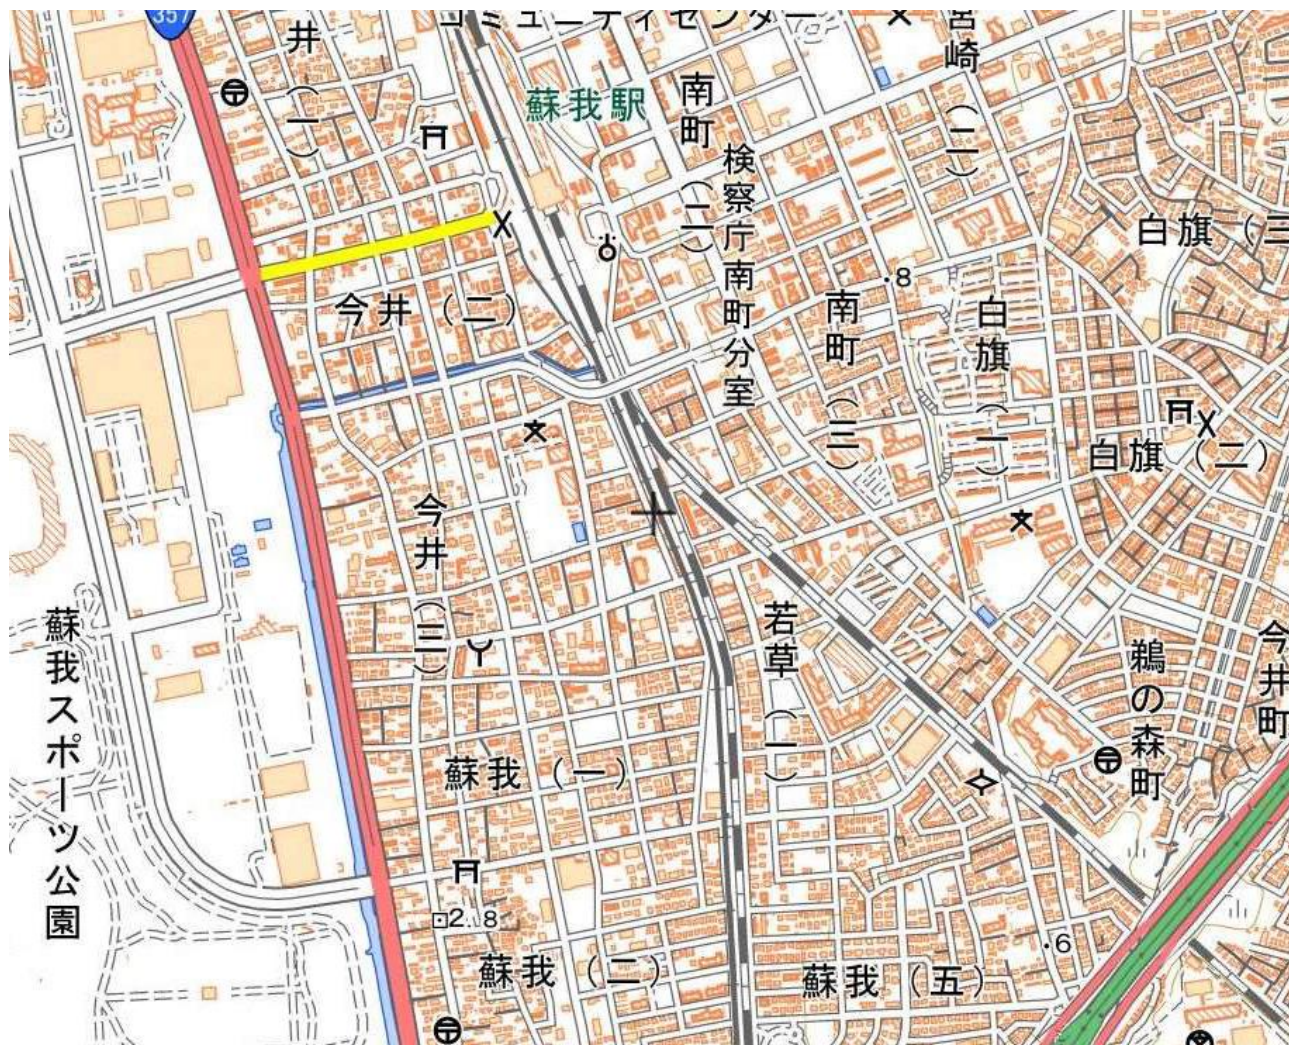 357
コミュニティセンター
井（一）
蘇我駅
南町（二）
宮崎（二）
検察庁南町分室
白旗（三
今井（二）
南町（三）
8
白旗（一）
白旗（二）
今井（三）
若草（一）
鵜の森町
今井町
蘇我スポーツ公園
蘇我（一）
2.8
蘇我（二）
蘇我（五）
6